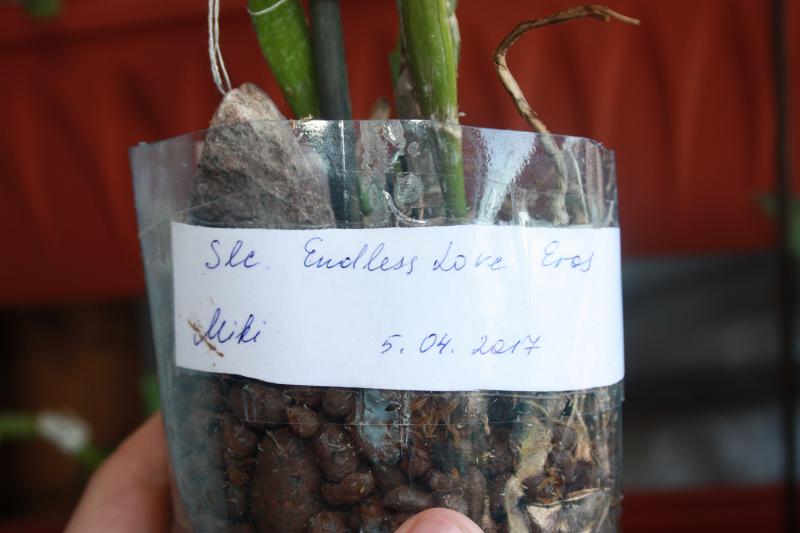 Slc. Endless Love Eros
Miki 5.04.2017